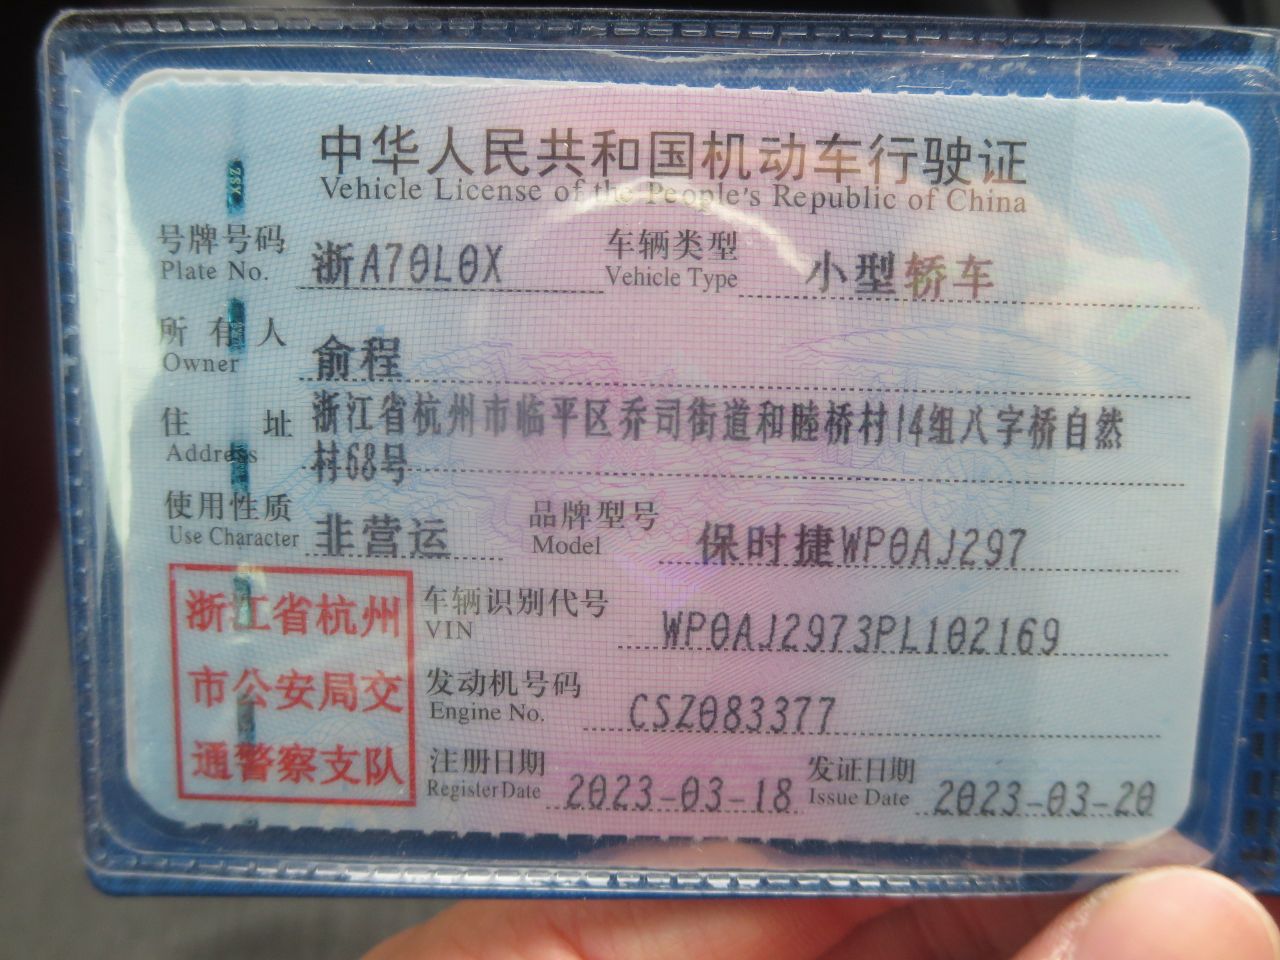 中华人民共和国机动车行驶证
Vehicle License of the People's Republic of China
号牌号码 浙A70L0X 车辆类型 小型轿车
Plate No. Vehicle Type
所有人 俞程
Owner
住址 浙江省杭州市临平区乔司街道和睦桥村14组八字桥自然
Address 村68号
使用性质 非营运 品牌型号 保时捷WP0AJ297
Use Character Model
浙江省杭州
市公安局交
通警察支队
车辆识别代号 WP0AJ2973PL102169
VIN
发动机号码 CSZ083377
Engine No.
注册日期 2023-03-18 发证日期 2023-03-20
Register Date Issue Date